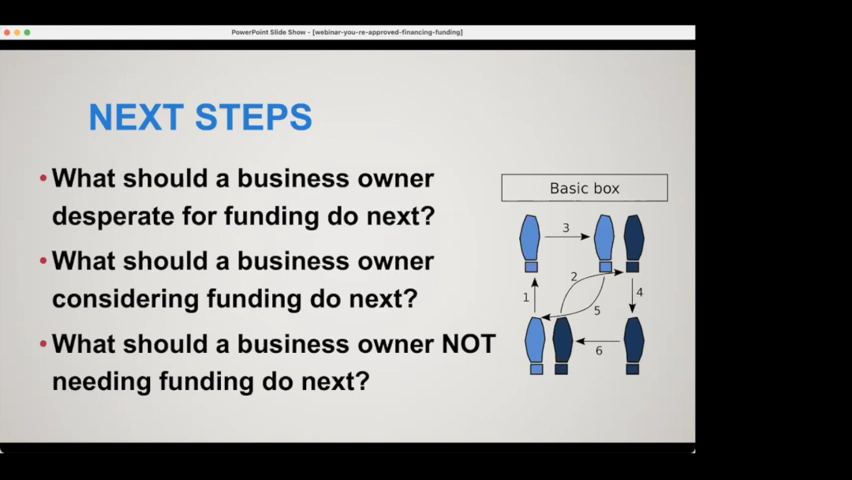 PowerPoint Slide Show - [webinar-you-re-approved-financing-funding]
NEXT STEPS
•What should a business owner
desperate for funding do next?
•What should a business owner
considering funding do next?
•What should a business owner NOT
needing funding do next?
Basic box
3
2
1
4
5
6